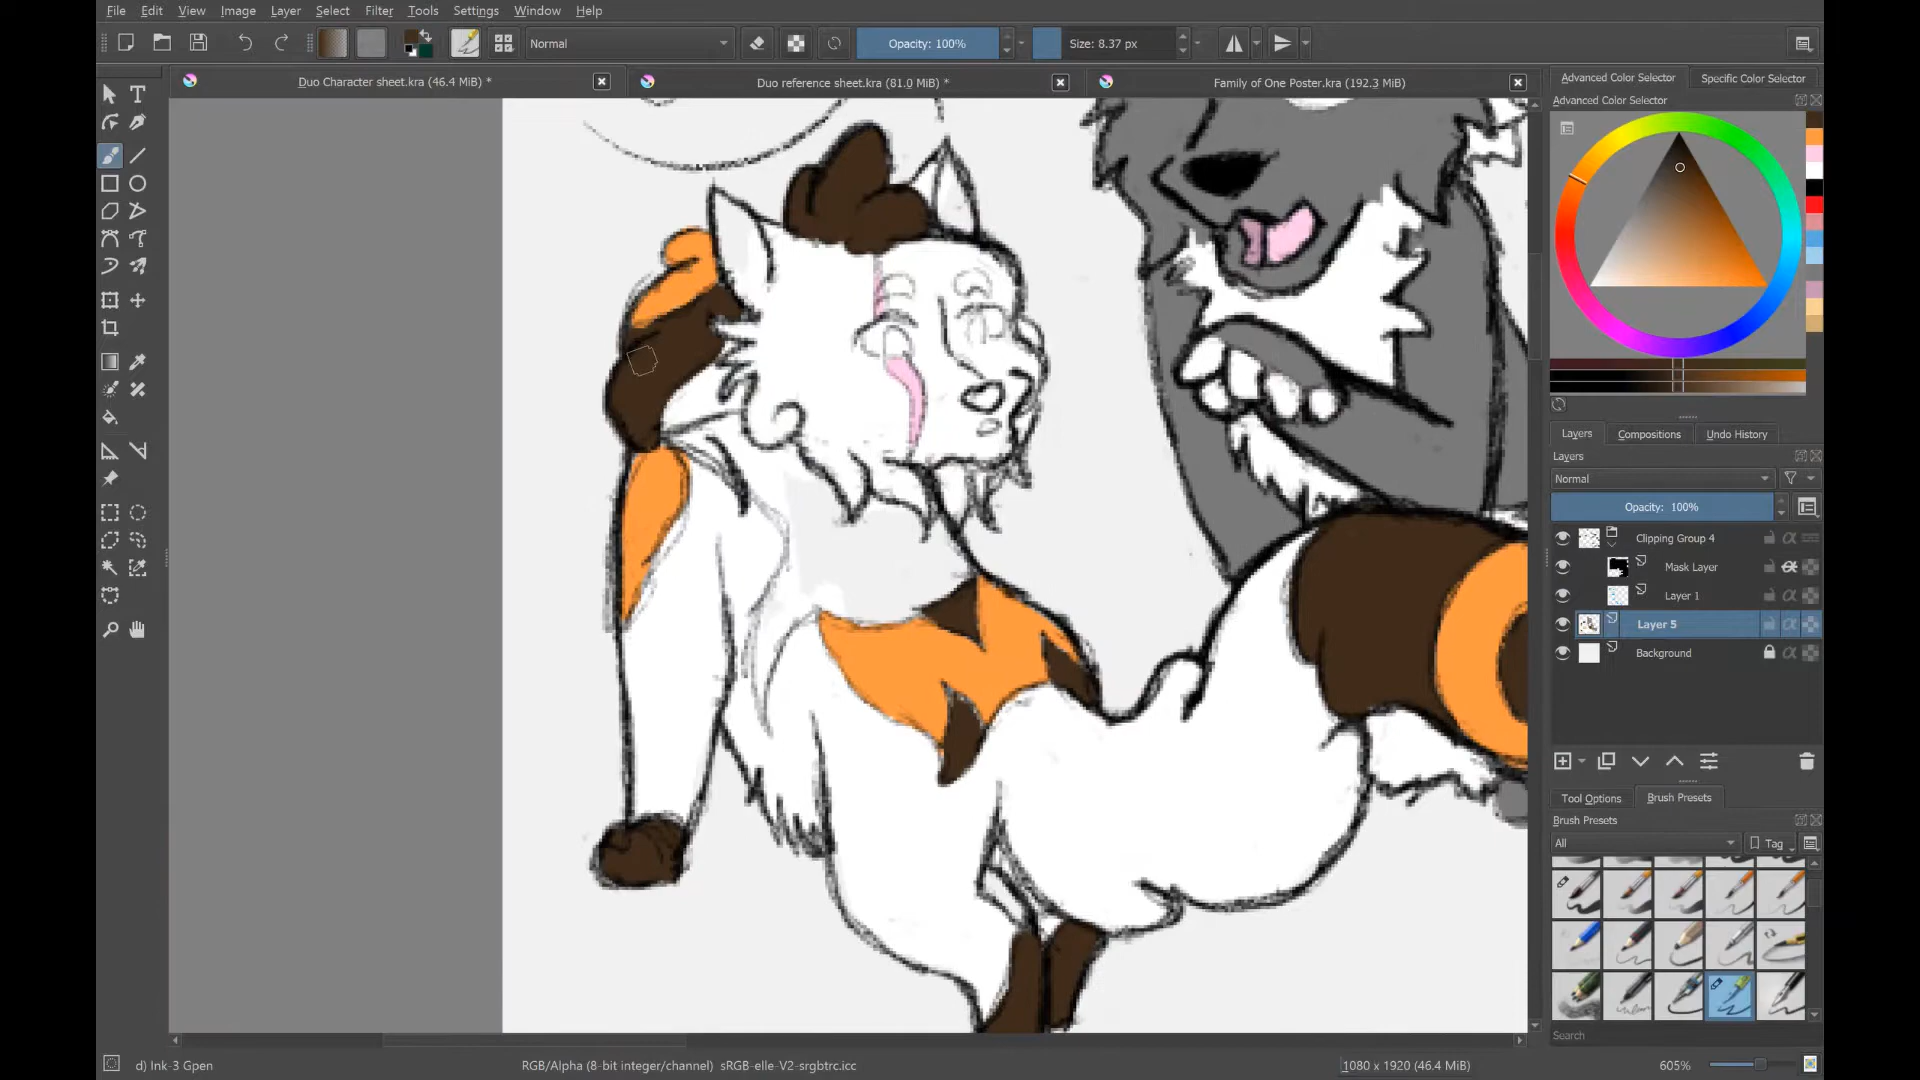 File Edit View Image Layer Select Filter Tools Settings Window Help
Normal Opacity: 100% Size: 8.37 px
Duo Character sheet.kra (46.4 MiB) * Duo reference sheet.kra (81.0 MiB) * Family of One Poster.kra (192.3 MiB)
Advanced Color Selector Specific Color Selector
Advanced Color Selector
Layers Compositions Undo History
Layers
Normal
Opacity: 100%
Clipping Group 4
Mask Layer
Layer 1
Layer 5
Background
Tool Options Brush Presets
Brush Presets
All Tag
Search
d) Ink-3 Gpen RGB/Alpha (8-bit integer/channel) sRGB-elle-V2-srgbtrc.icc 1080 x 1920 (46.4 MiB) 605%